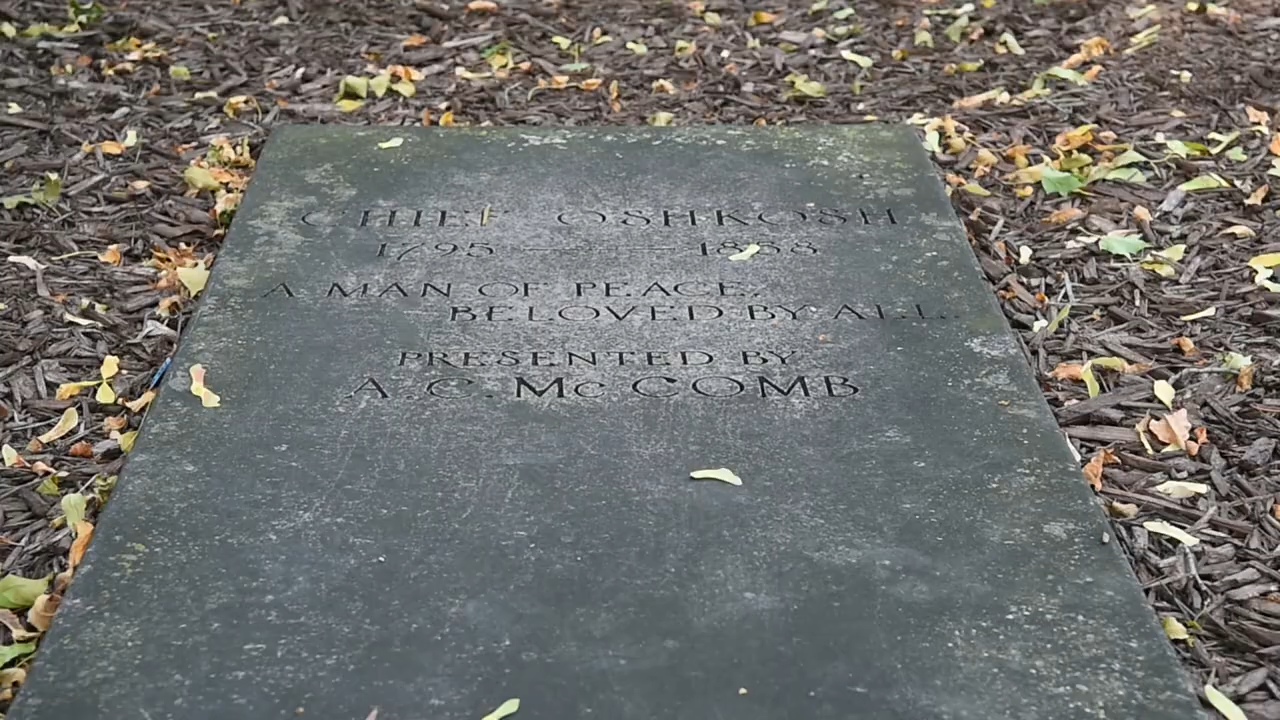 CHIEF OSHKOSH
1795 — 1858
A MAN OF PEACE,
BELOVED BY ALL.
PRESENTED BY
A. C. McCOMB